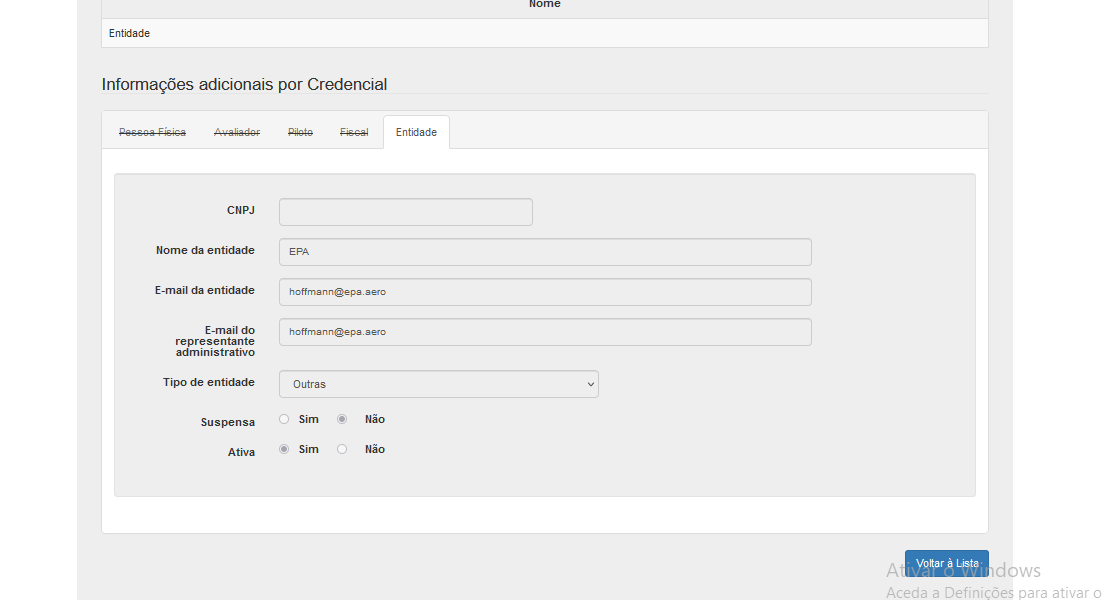 Nome
Entidade
Informações adicionais por Credencial
Pessoa Física Avaliador Piloto Fiscal Entidade
CNPJ
Nome da entidade EPA
E-mail da entidade hoffmann@epa.aero
E-mail do
representante
administrativo
hoffmann@epa.aero
Tipo de entidade Outras
Suspensa Sim Não
Ativa Sim Não
Voltar à Lista
Ativar o Windows
Aceda a Definições para ativar o